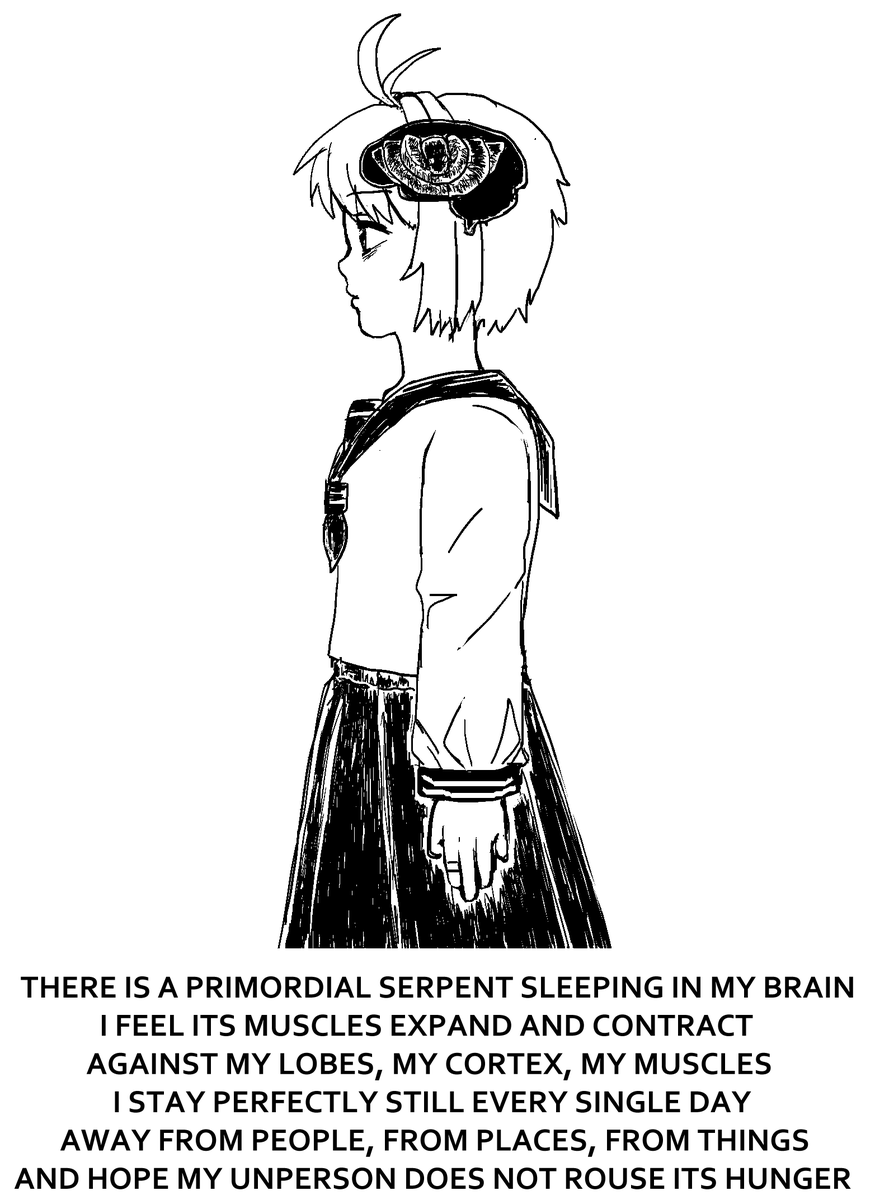 THERE IS A PRIMORDIAL SERPENT SLEEPING IN MY BRAIN
I FEEL ITS MUSCLES EXPAND AND CONTRACT
AGAINST MY LOBES, MY CORTEX, MY MUSCLES
I STAY PERFECTLY STILL EVERY SINGLE DAY
AWAY FROM PEOPLE, FROM PLACES, FROM THINGS
AND HOPE MY UNPERSON DOES NOT ROUSE ITS HUNGER